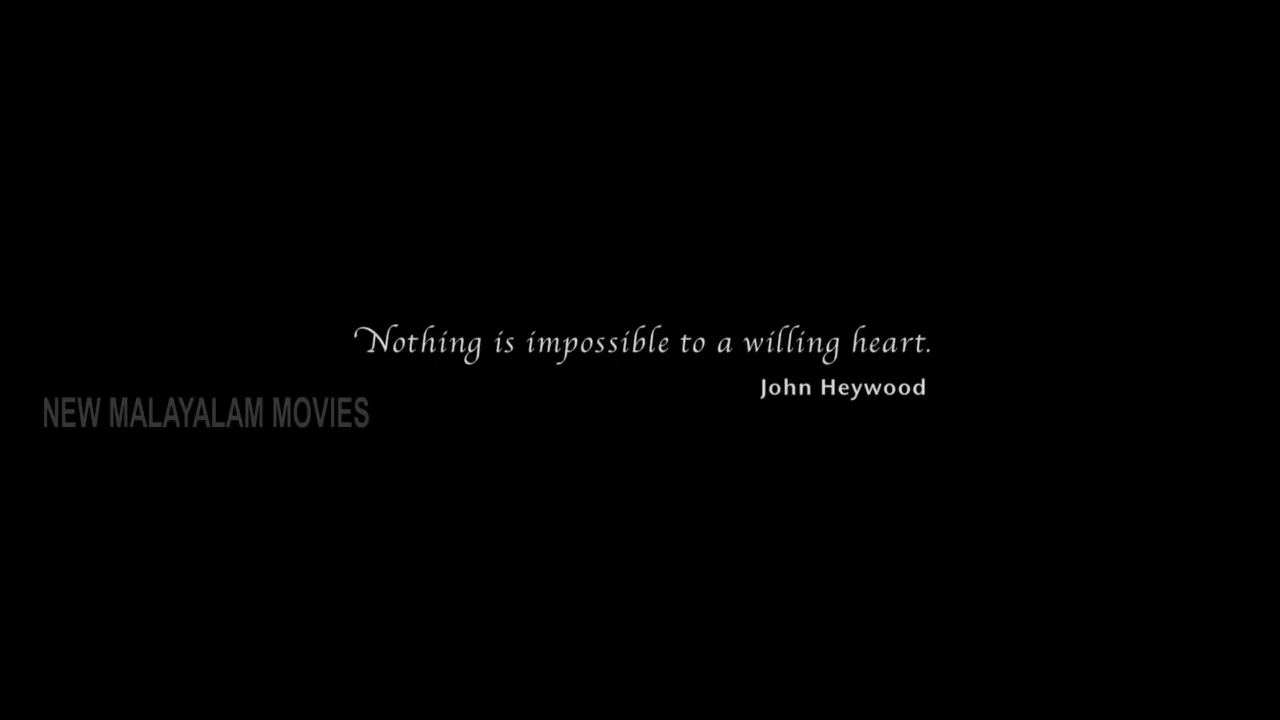 Nothing is impossible to a willing heart.
John Heywood
NEW MALAYALAM MOVIES